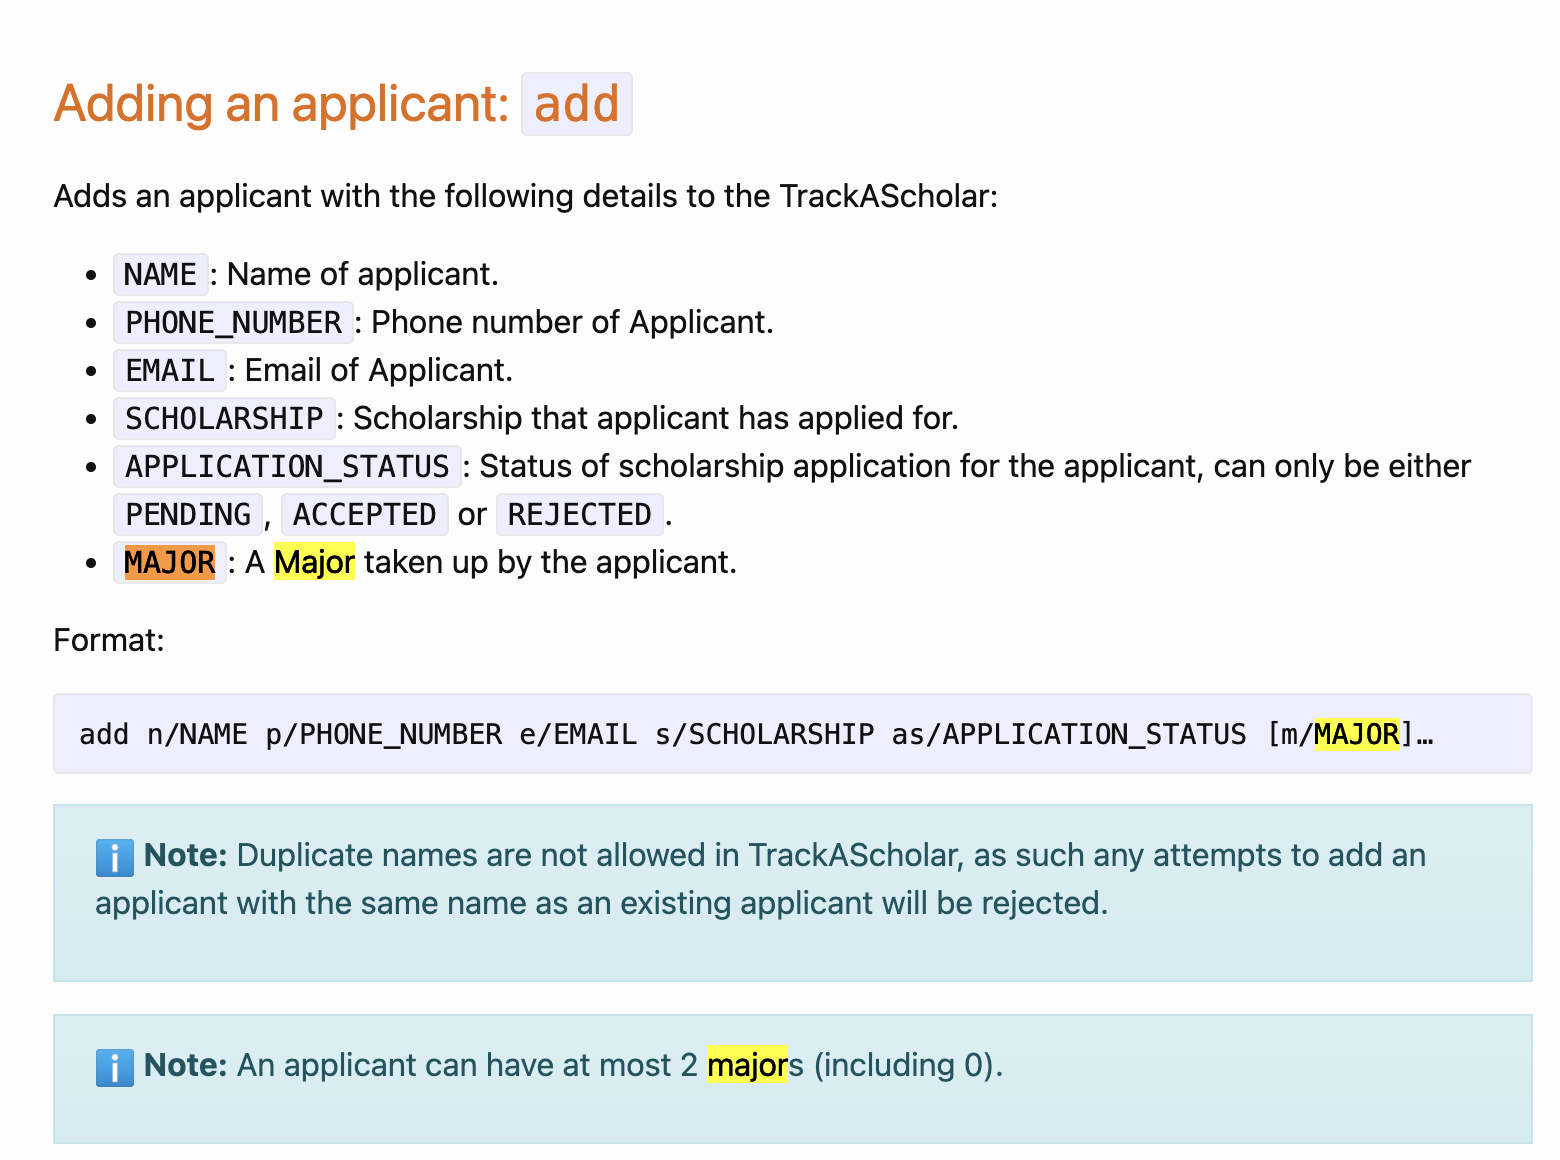 Adding an applicant: add
Adds an applicant with the following details to the TrackAScholar:
• NAME : Name of applicant.
• PHONE_NUMBER : Phone number of Applicant.
• EMAIL : Email of Applicant.
• SCHOLARSHIP : Scholarship that applicant has applied for.
• APPLICATION_STATUS : Status of scholarship application for the applicant, can only be either
PENDING , ACCEPTED or REJECTED .
• MAJOR : A Major taken up by the applicant.
Format:
add n/NAME p/PHONE_NUMBER e/EMAIL s/SCHOLARSHIP as/APPLICATION_STATUS [m/MAJOR]…
ℹ️ Note: Duplicate names are not allowed in TrackAScholar, as such any attempts to add an
applicant with the same name as an existing applicant will be rejected.
ℹ️ Note: An applicant can have at most 2 majors (including 0).